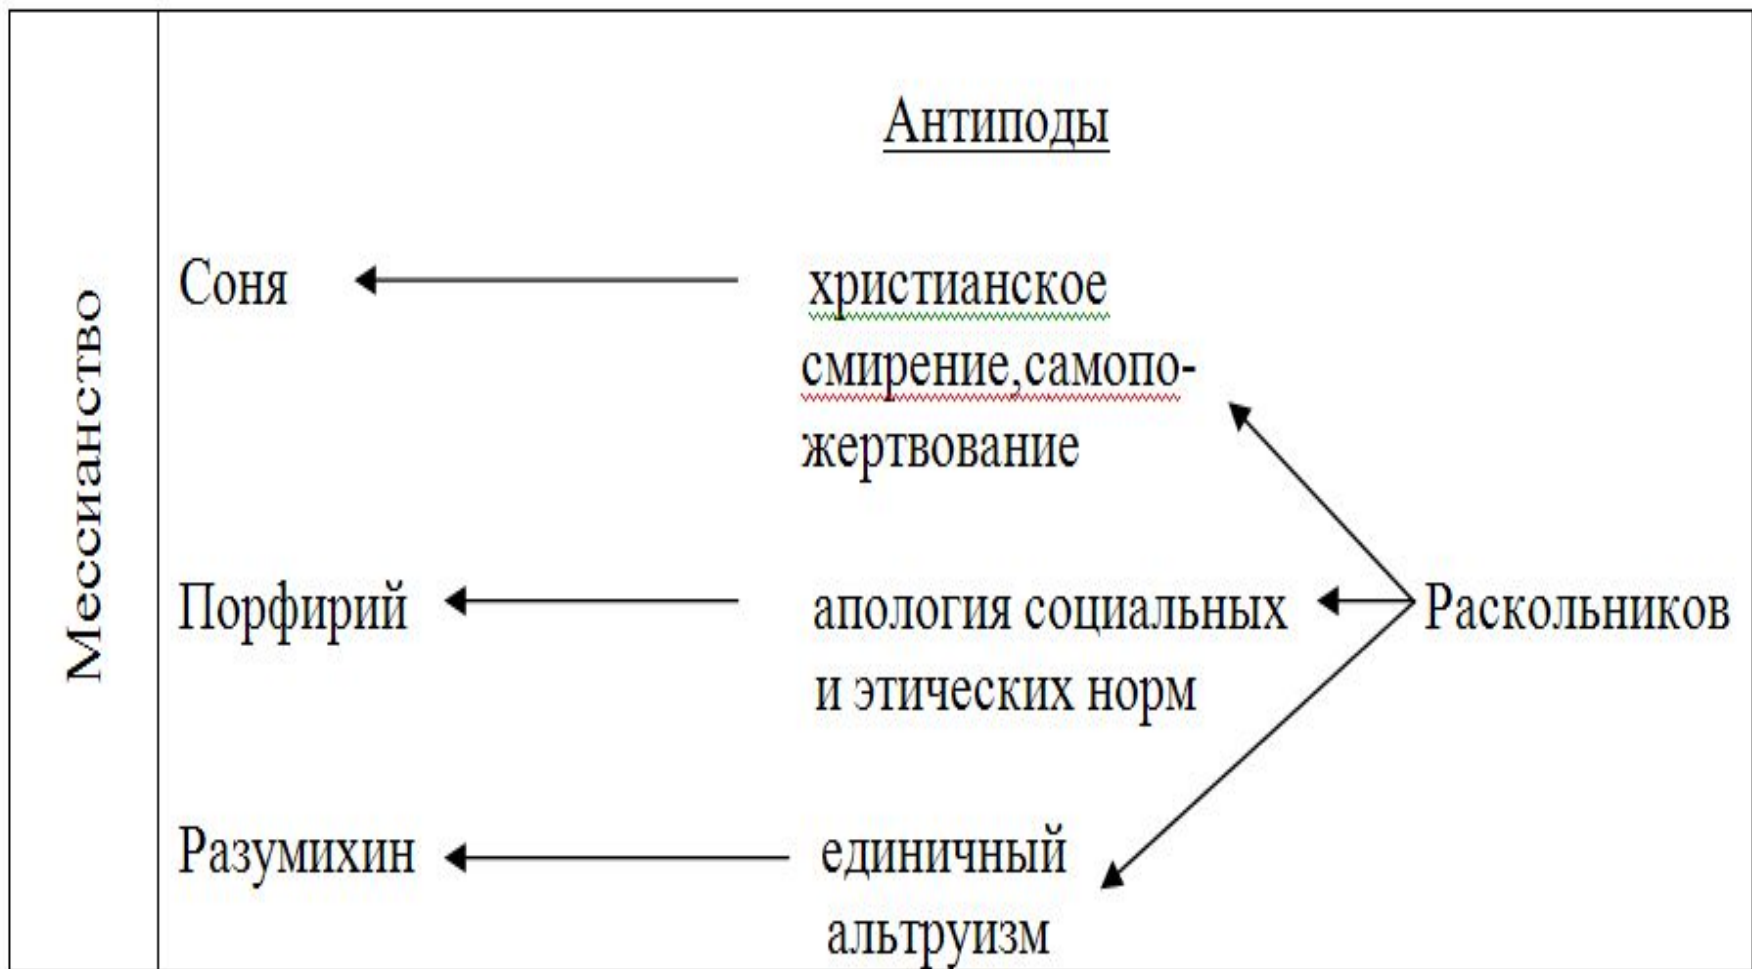 Мессианство
Антиподы
Соня
христианское
смирение,самопо-
жертвование
Порфирий
апология социальных
и этических норм
Раскольников
Разумихин
единичный
альтруизм